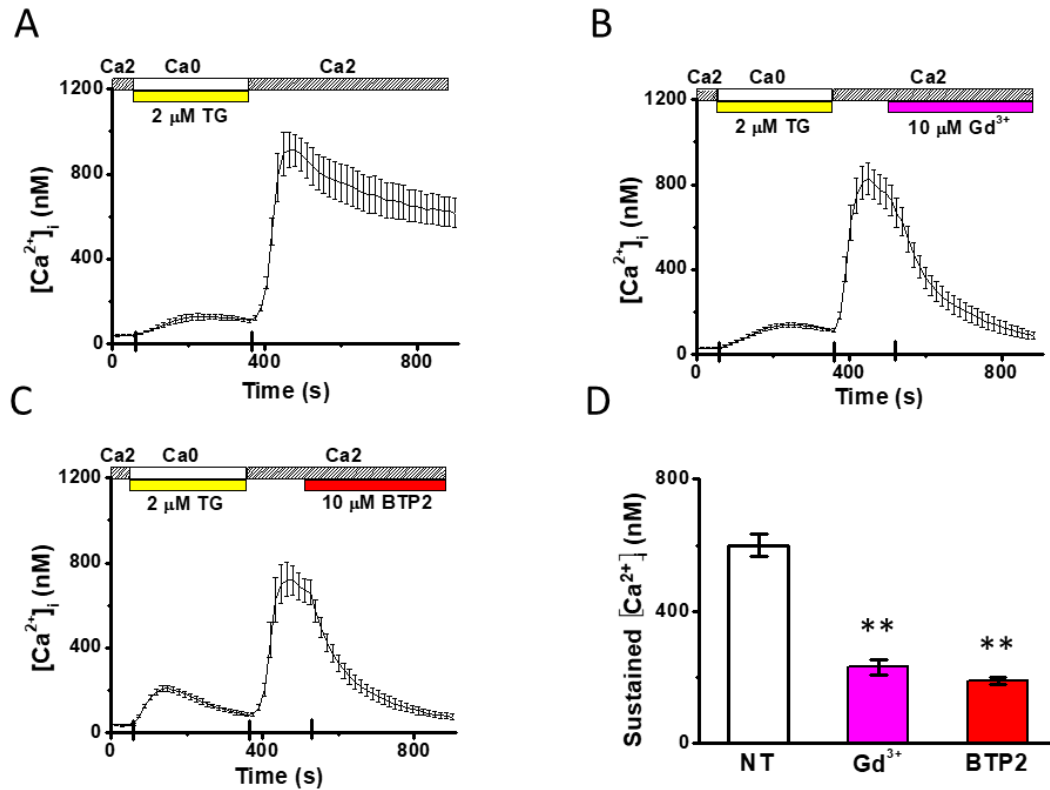 A
Ca2 Ca0 Ca2
2 μM TG
1200
800
400
0
[Ca²⁺]ᵢ (nM)
0 400 800
Time (s)
B
Ca2 Ca0 Ca2
2 μM TG 10 μM Gd³⁺
1200
800
400
0
[Ca²⁺]ᵢ (nM)
0 400 800
Time (s)
C
Ca2 Ca0 Ca2
2 μM TG 10 μM BTP2
1200
800
400
0
[Ca²⁺]ᵢ (nM)
0 400 800
Time (s)
D
800
400
0
Sustained [Ca²⁺]ᵢ (nM)
** **
NT Gd³⁺ BTP2